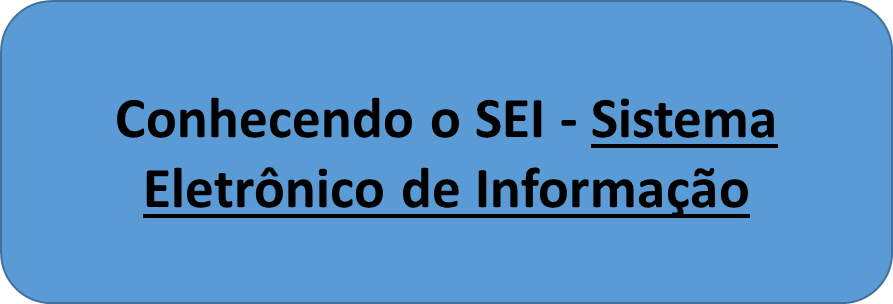 Conhecendo o SEI - Sistema
Eletrônico de Informação